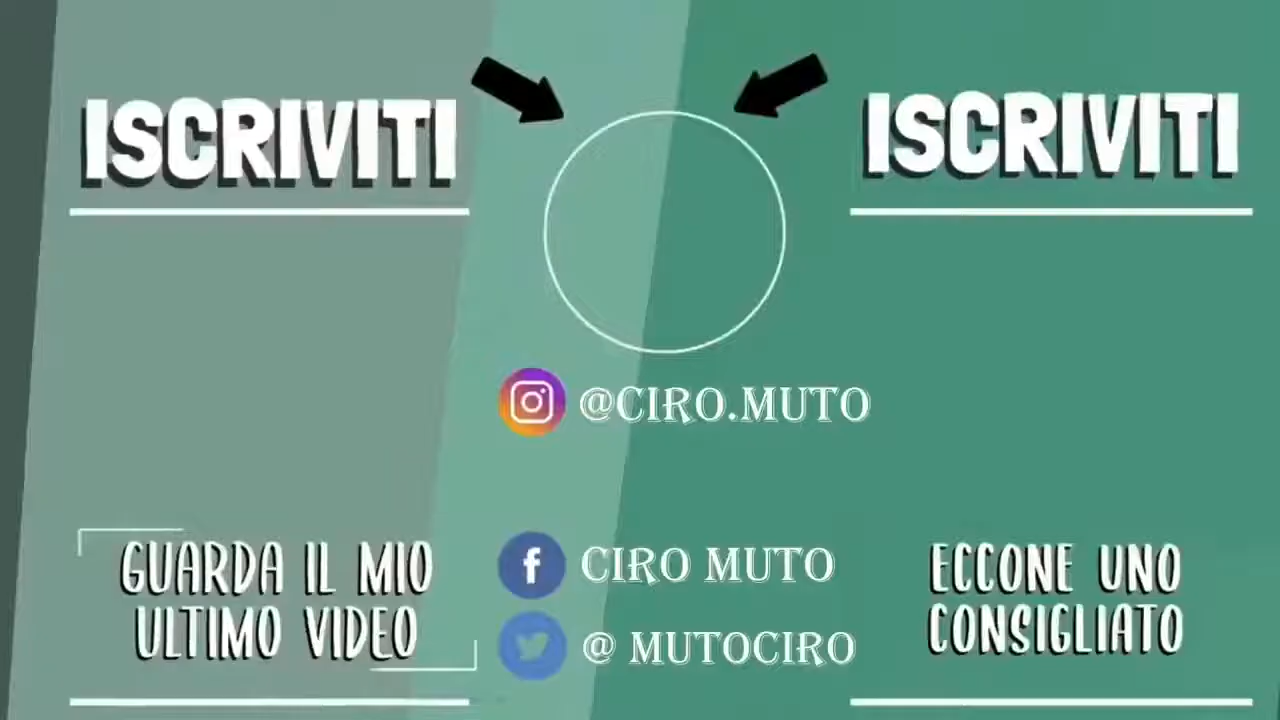 ISCRIVITI
ISCRIVITI
@CIRO.MUTO
GUARDA IL MIO
ULTIMO VIDEO
f CIRO MUTO
@ MUTOCIRO
ECCONE UNO
CONSIGLIATO